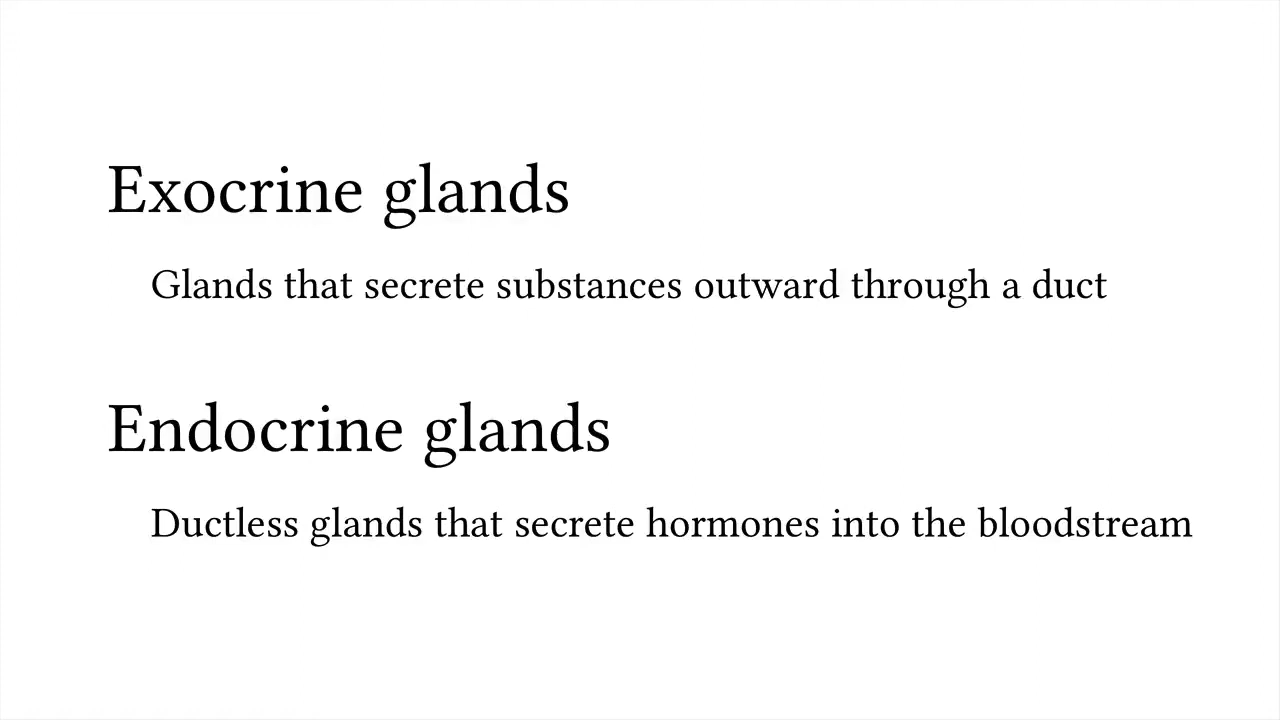 Exocrine glands
Glands that secrete substances outward through a duct
Endocrine glands
Ductless glands that secrete hormones into the bloodstream